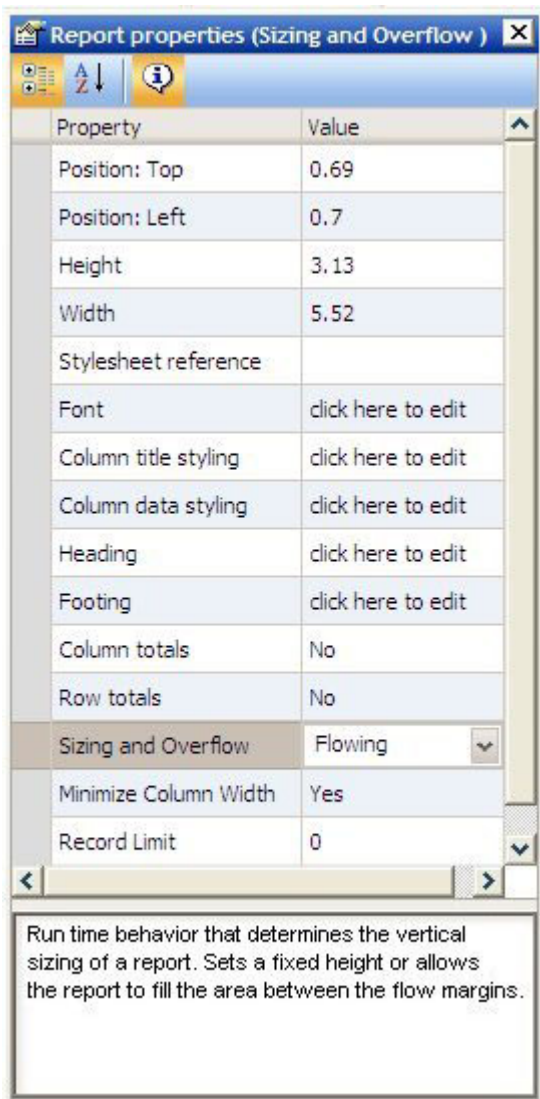 Report properties (Sizing and Overflow )
A
Z
Property Value
Position: Top 0.69
Position: Left 0.7
Height 3.13
Width 5.52
Stylesheet reference
Font click here to edit
Column title styling click here to edit
Column data styling click here to edit
Heading click here to edit
Footing click here to edit
Column totals No
Row totals No
Sizing and Overflow Flowing
Minimize Column Width Yes
Record Limit 0
Run time behavior that determines the vertical
sizing of a report. Sets a fixed height or allows
the report to fill the area between the flow margins.